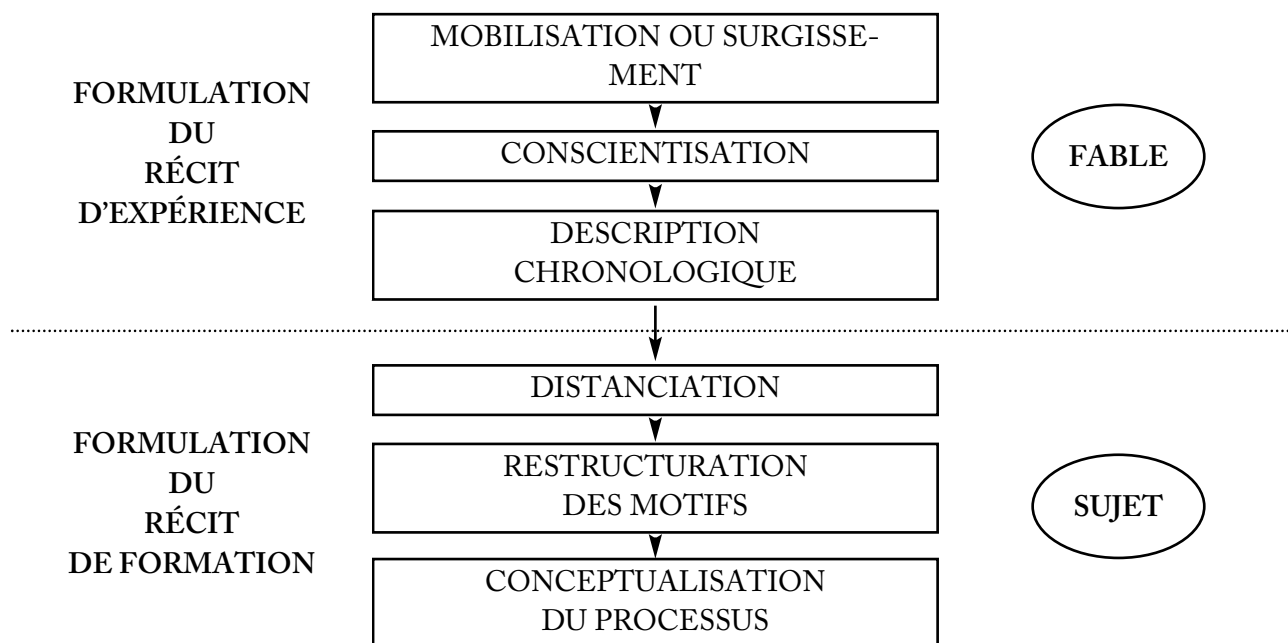 MOBILISATION OU SURGISSE-
MENT
FORMULATION
DU
RÉCIT
D'EXPÉRIENCE
CONSCIENTISATION
FABLE
DESCRIPTION
CHRONOLOGIQUE
DISTANCIATION
FORMULATION
DU
RÉCIT
DE FORMATION
RESTRUCTURATION
DES MOTIFS
SUJET
CONCEPTUALISATION
DU PROCESSUS